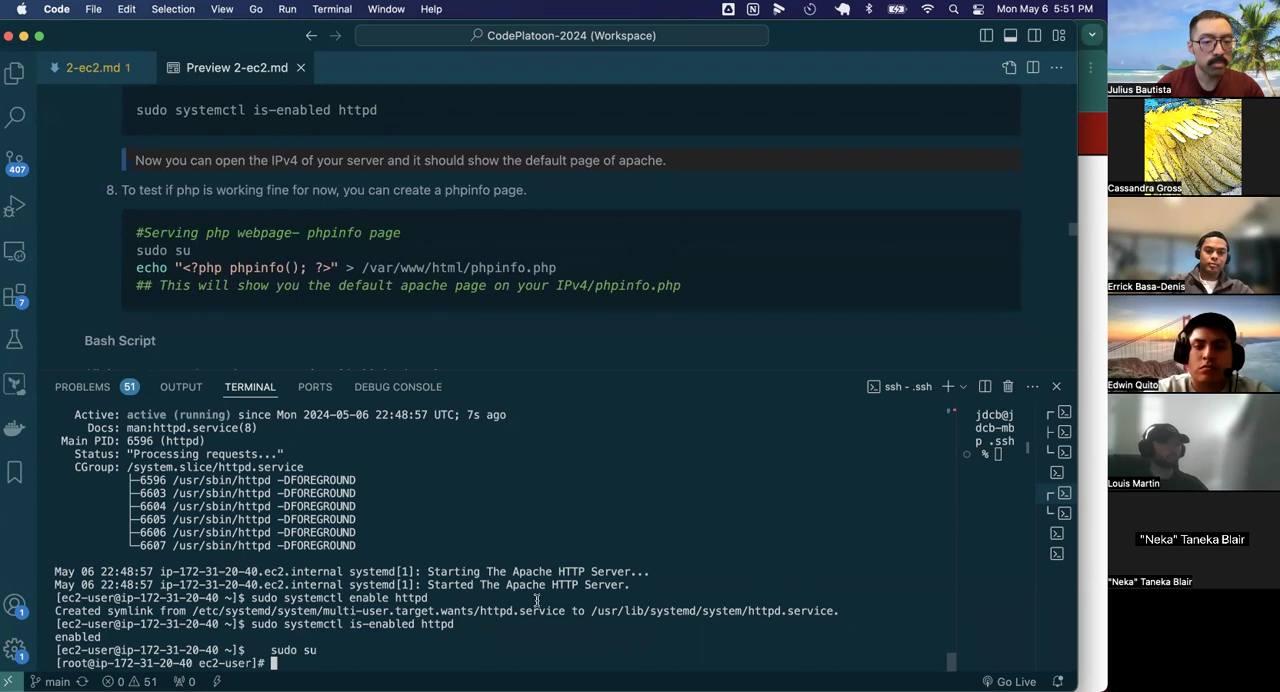 Code File Edit Selection View Go Run Terminal Window Help
Mon May 6 5:51 PM
CodePlatoon-2024 (Workspace)
2-ec2.md 1
Preview 2-ec2.md
sudo systemctl is-enabled httpd
Now you can open the IPv4 of your server and it should show the default page of apache.
8. To test if php is working fine for now, you can create a phpinfo page.
#Serving php webpage- phpinfo page
sudo su
echo "<?php phpinfo(); ?>" > /var/www/html/phpinfo.php
## This will show you the default apache page on your IPv4/phpinfo.php
Bash Script
407
7
1
1
PROBLEMS 51 OUTPUT TERMINAL PORTS DEBUG CONSOLE
ssh - .ssh
Active: active (running) since Mon 2024-05-06 22:48:57 UTC; 7s ago
Docs: man:httpd.service(8)
Main PID: 6596 (httpd)
Status: "Processing requests..."
CGroup: /system.slice/httpd.service
├─6596 /usr/sbin/httpd -DFOREGROUND
├─6603 /usr/sbin/httpd -DFOREGROUND
├─6604 /usr/sbin/httpd -DFOREGROUND
├─6605 /usr/sbin/httpd -DFOREGROUND
├─6606 /usr/sbin/httpd -DFOREGROUND
└─6607 /usr/sbin/httpd -DFOREGROUND
May 06 22:48:57 ip-172-31-20-40.ec2.internal systemd[1]: Starting The Apache HTTP Server...
May 06 22:48:57 ip-172-31-20-40.ec2.internal systemd[1]: Started The Apache HTTP Server.
[ec2-user@ip-172-31-20-40 ~]$ sudo systemctl enable httpd
Created symlink from /etc/systemd/system/multi-user.target.wants/httpd.service to /usr/lib/systemd/system/httpd.service.
[ec2-user@ip-172-31-20-40 ~]$ sudo systemctl is-enabled httpd
enabled
[ec2-user@ip-172-31-20-40 ~]$    sudo su
[root@ip-172-31-20-40 ec2-user]#
jdcb@j
dcb-mb
p .ssh
%
main 0 51 0
Go Live
Julius Bautista
Cassandra Gross
Errick Basa-Denis
Edwin Quito
Louis Martin
"Neka" Taneka Blair
"Neka" Taneka Blair